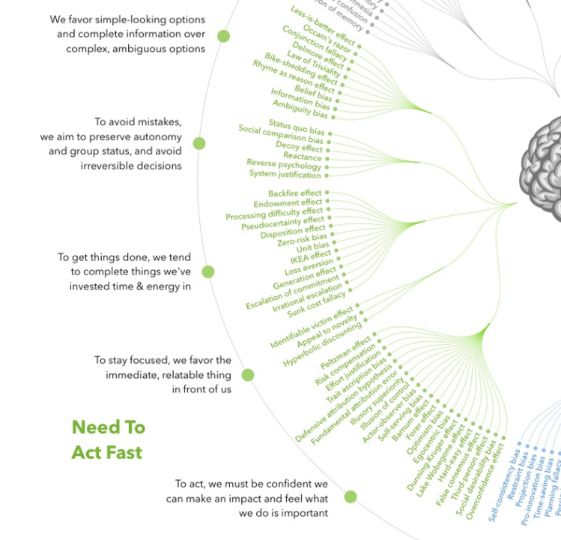 We favor simple-looking options
and complete information over
complex, ambiguous options
To avoid mistakes,
we aim to preserve autonomy
and group status, and avoid
irreversible decisions
To get things done, we tend
to complete things we've
invested time & energy in
To stay focused, we favor the
immediate, relatable thing
in front of us
Need To
Act Fast
To act, we must be confident we
can make an impact and feel what
we do is important
confusion
of memory
Less-is-better effect
Occam's razor
Conjunction fallacy
Delmore effect
Law of Triviality
Bike-shedding effect
Rhyme as reason effect
Belief bias
Information bias
Ambiguity bias
Status quo bias
Social comparison bias
Decoy effect
Reactance
Reverse psychology
System justification
Backfire effect
Endowment effect
Processing difficulty effect
Pseudocertainty effect
Disposition effect
Zero-risk bias
Unit bias
IKEA effect
Loss aversion
Generation effect
Escalation of commitment
Irrational escalation
Sunk cost fallacy
Identifiable victim effect
Appeal to novelty
Hyperbolic discounting
Peltzman effect
Risk compensation
Effort justification
Trait ascription bias
Defensive attribution hypothesis
Fundamental attribution error
Illusory superiority
Illusion of control
Actor-observer bias
Self-serving bias
Barnum effect
Forer effect
Optimism bias
Egocentric bias
Dunning-Kruger effect
Lake Wobegone effect
Hard-easy effect
False consensus effect
Third-person effect
Social desirability bias
Overconfidence effect
Self-consistency bias
Restraint bias
Projection bias
Pro-innovation bias
Time-saving bias
Planning fallacy